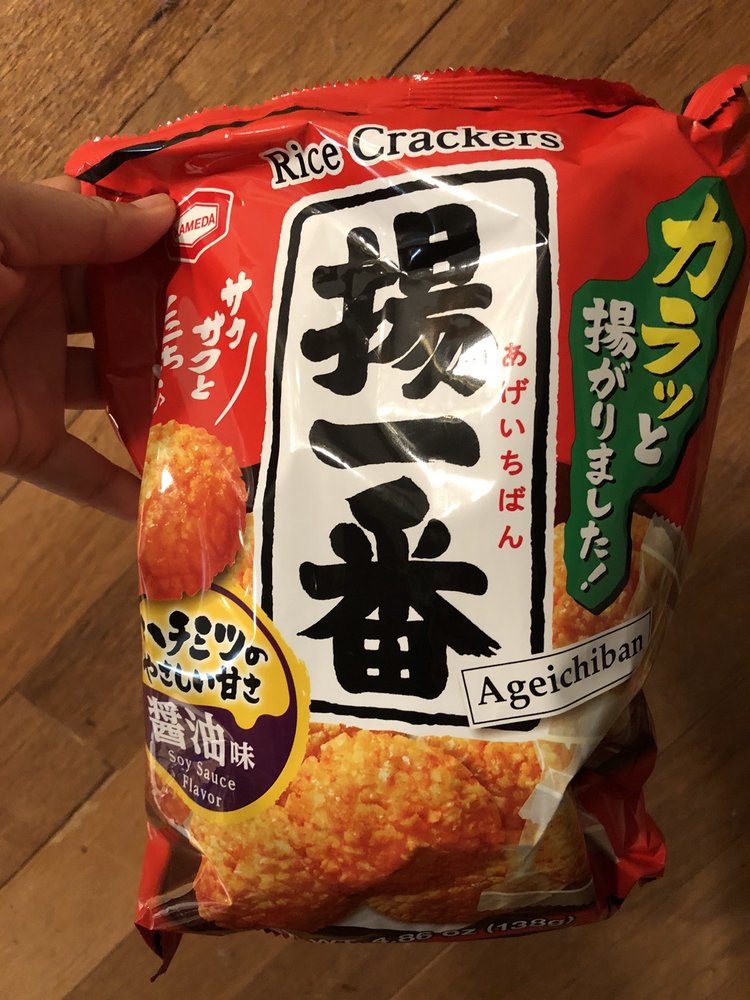 Rice Crackers
AMEDA
揚一番
あげいちばん
カラッと
揚がりました!
サク
サクと
ハチミツの
やさしい甘さ
醤油味
Soy Sauce
Flavor
Ageichiban
4.86 oz (138g)